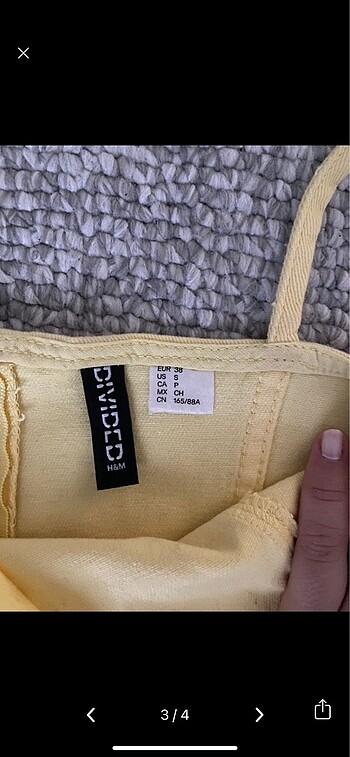 DIVIDED
H&M
EUR 38
US S
CA P
MX CH
CN 165/88A
3/4